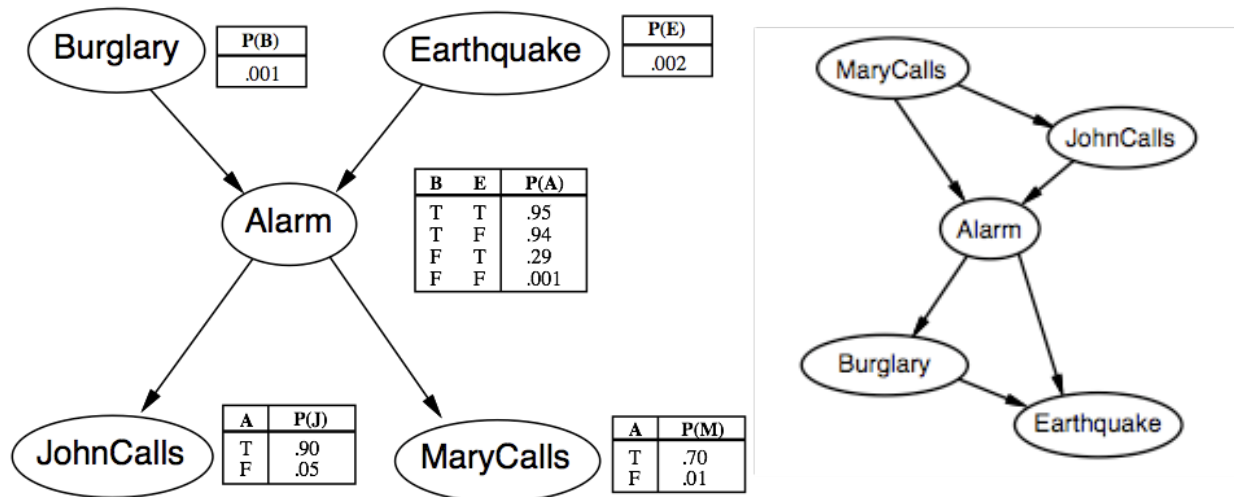 Burglary
P(B)
.001
Earthquake
P(E)
.002
Alarm
B E P(A)
T T .95
T F .94
F T .29
F F .001
JohnCalls
A P(J)
T .90
F .05
MaryCalls
A P(M)
T .70
F .01
MaryCalls
JohnCalls
Alarm
Burglary
Earthquake